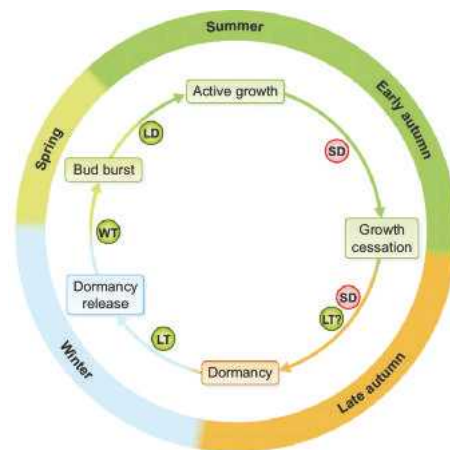 Summer
Active growth
Early autumn
LD
SD
Spring
Bud burst
Growth
cessation
WT
Dormancy
release
SD
LT?
LT
Dormancy
Winter
Late autumn